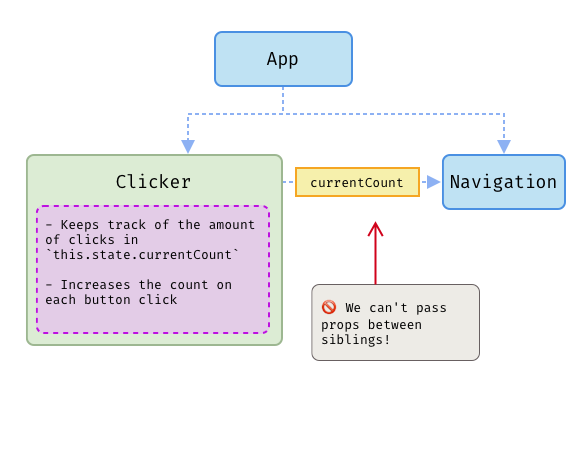 App
Clicker
currentCount
Navigation
- Keeps track of the amount
of clicks in
`this.state.currentCount`
- Increases the count on
each button click
🚫 We can't pass
props between
siblings!